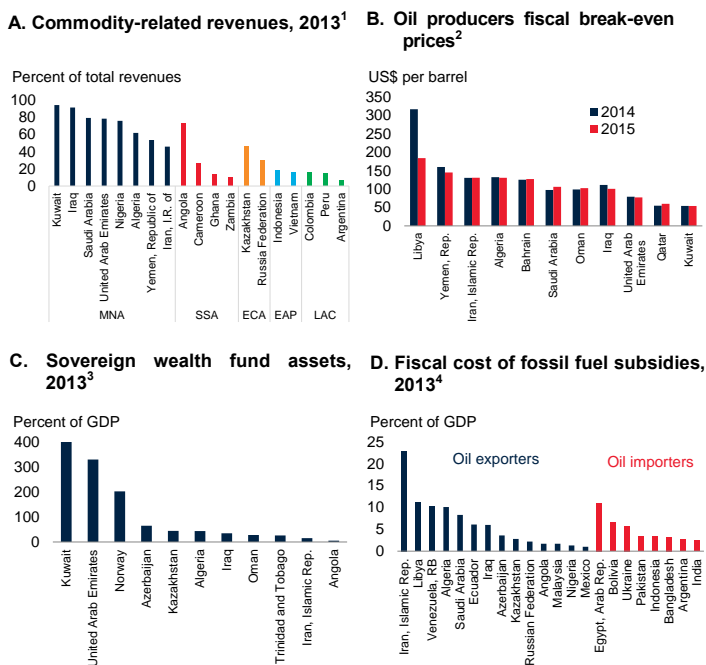 A. Commodity-related revenues, 2013¹
Percent of total revenues
100
80
60
40
20
0
Kuwait
Iraq
Saudi Arabia
United Arab Emirates
Nigeria
Algeria
Yemen, Republic of
Iran, I.R. of
Angola
Cameroon
Ghana
Zambia
Kazakhstan
Russia Federation
Indonesia
Vietnam
Colombia
Peru
Argentina
MNA
SSA
ECA
EAP
LAC
B. Oil producers fiscal break-even
prices²
US$ per barrel
350
300
250
200
150
100
50
0
2014
2015
Libya
Yemen, Rep.
Iran, Islamic Rep.
Algeria
Bahrain
Saudi Arabia
Oman
Iraq
United Arab
Emirates
Qatar
Kuwait
C. Sovereign wealth fund assets,
2013³
Percent of GDP
400
300
200
100
0
Kuwait
United Arab Emirates
Norway
Azerbaijan
Kazakhstan
Algeria
Iraq
Oman
Trinidad and Tobago
Iran, Islamic Rep.
Angola
D. Fiscal cost of fossil fuel subsidies,
2013⁴
Percent of GDP
25
20
15
10
5
0
Oil exporters
Oil importers
Iran, Islamic Rep.
Libya
Venezuela, RB
Algeria
Saudi Arabia
Ecuador
Iraq
Azerbaijan
Kazakhstan
Russian Federation
Angola
Malaysia
Nigeria
Mexico
Egypt, Arab Rep.
Bolivia
Ukraine
Pakistan
Indonesia
Bangladesh
Argentina
India